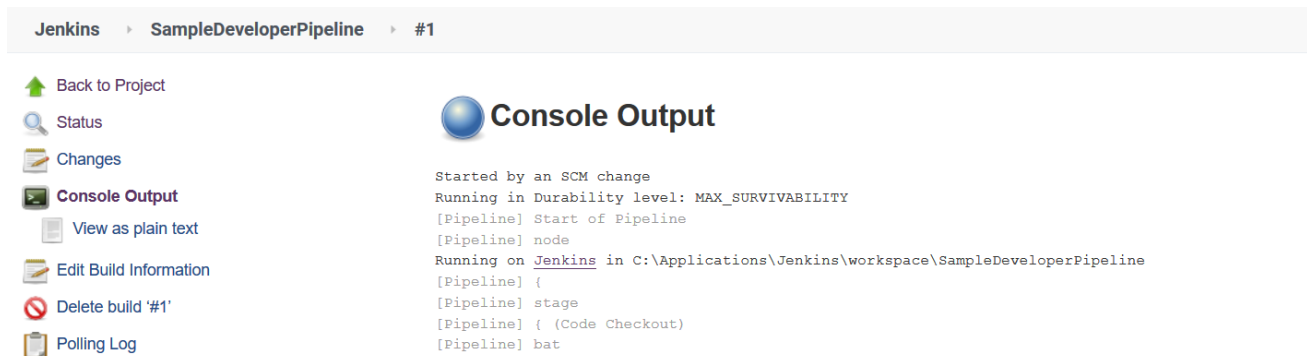 Jenkins SampleDeveloperPipeline #1
Back to Project
Status
Changes
Console Output
View as plain text
Edit Build Information
Delete build ‘#1’
Polling Log
Console Output
Started by an SCM change
Running in Durability level: MAX_SURVIVABILITY
[Pipeline] Start of Pipeline
[Pipeline] node
Running on Jenkins in C:\Applications\Jenkins\workspace\SampleDeveloperPipeline
[Pipeline] {
[Pipeline] stage
[Pipeline] { (Code Checkout)
[Pipeline] bat